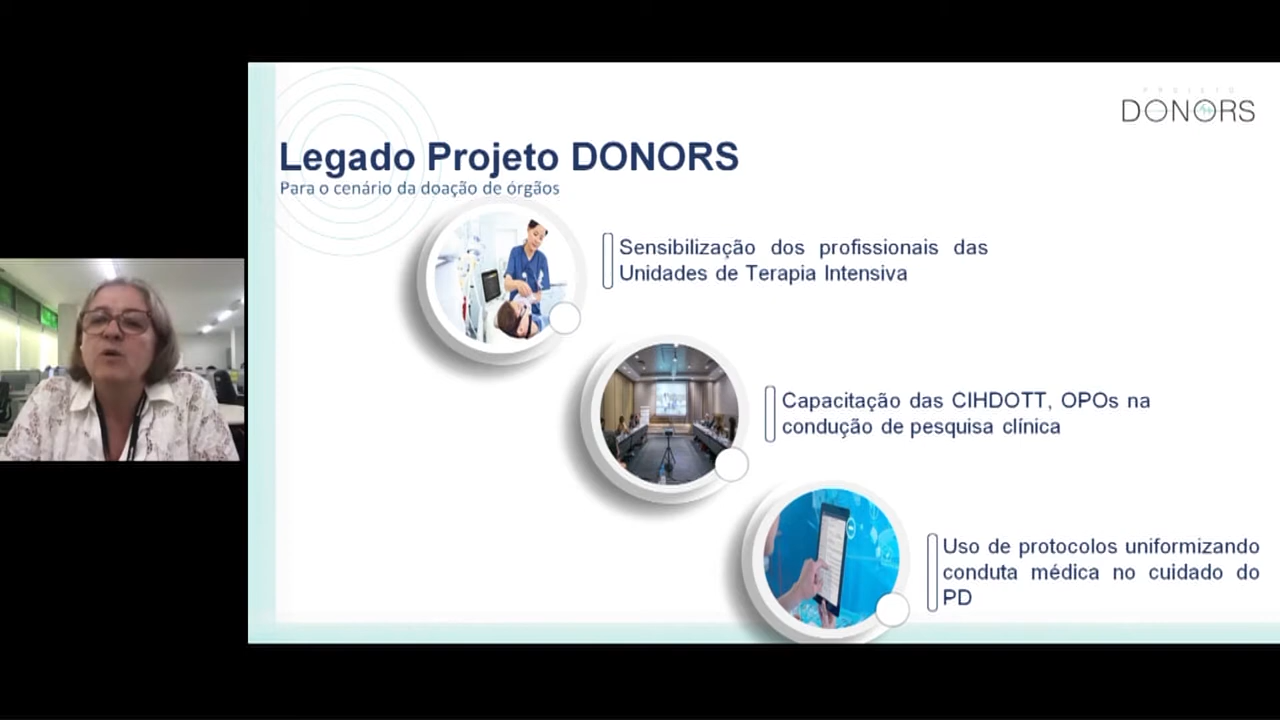 PROJETO
DONORS
Legado Projeto DONORS
Para o cenário da doação de órgãos
Sensibilização dos profissionais das
Unidades de Terapia Intensiva
Capacitação das CIHDOTT, OPOs na
condução de pesquisa clínica
Uso de protocolos uniformizando
conduta médica no cuidado do
PD